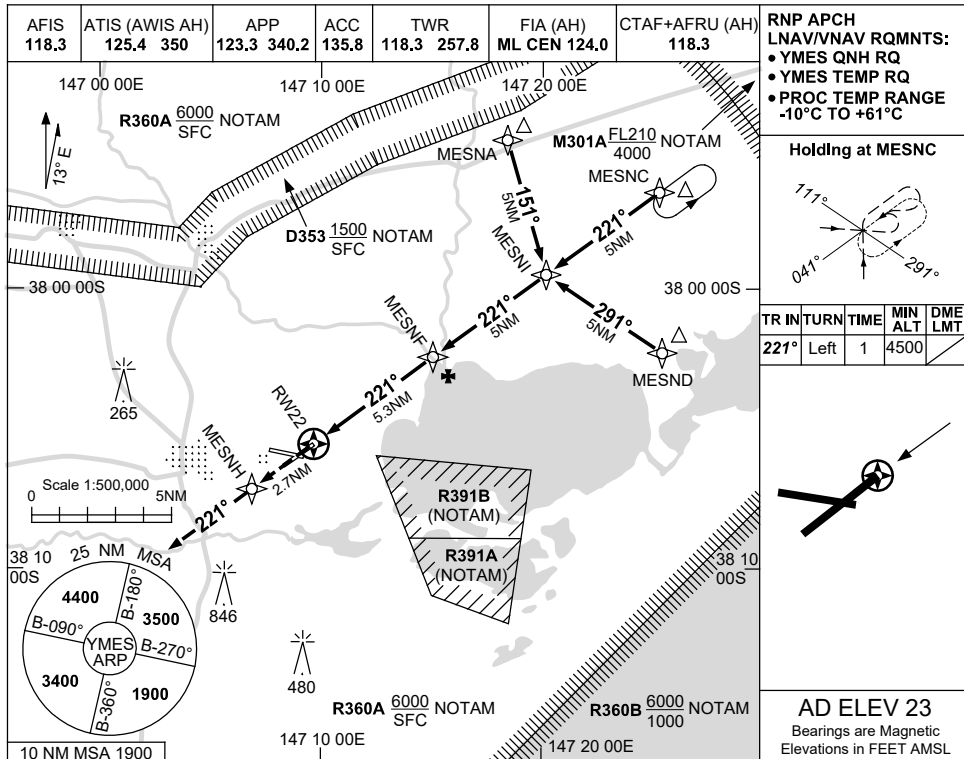 AFIS
118.3
ATIS (AWIS AH)
125.4 350
APP
123.3 340.2
ACC
135.8
TWR
118.3 257.8
FIA (AH)
ML CEN 124.0
CTAF+AFRU (AH)
118.3
RNP APCH
LNAV/VNAV RQMNTS:
• YMES QNH RQ
• YMES TEMP RQ
• PROC TEMP RANGE
-10°C TO +61°C
147 00 00E
147 10 00E
147 20 00E
R360A 6000
SFC NOTAM
13° E
MESNA
M301A FL210
4000 NOTAM
MESNC
Holding at MESNC
111°
041°
291°
151°
5NM
221°
5NM
D353 1500
SFC NOTAM
MESNI
38 00 00S
38 00 00S
221°
5NM
291°
5NM
MESNF
MESND
TR IN TURN TIME MIN ALT DME LMT
221° Left 1 4500
265
221°
5.3NM
RW22
MESNH
2.7NM
Scale 1:500,000
0 5NM
221°
R391B
(NOTAM)
R391A
(NOTAM)
38 10
00S
38 10
00S
25 NM MSA
4400
B-180°
3500
B-090°
YMES
ARP
B-270°
3400
B-360°
1900
846
480
R360A 6000
SFC NOTAM
R360B 6000
1000 NOTAM
147 10 00E
147 20 00E
10 NM MSA 1900
AD ELEV 23
Bearings are Magnetic
Elevations in FEET AMSL